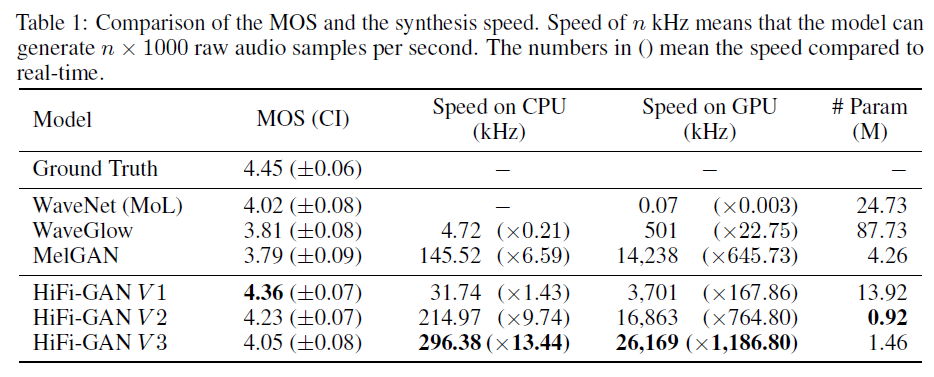 Table 1: Comparison of the MOS and the synthesis speed. Speed of n kHz means that the model can
generate n × 1000 raw audio samples per second. The numbers in () mean the speed compared to
real-time.
Model MOS (CI) Speed on CPU (kHz) Speed on GPU (kHz) # Param (M)
Ground Truth 4.45 (±0.06) − − −
WaveNet (MoL) 4.02 (±0.08) − 0.07 (×0.003) 24.73
WaveGlow 3.81 (±0.08) 4.72 (×0.21) 501 (×22.75) 87.73
MelGAN 3.79 (±0.09) 145.52 (×6.59) 14,238 (×645.73) 4.26
HiFi-GAN V1 4.36 (±0.07) 31.74 (×1.43) 3,701 (×167.86) 13.92
HiFi-GAN V2 4.23 (±0.07) 214.97 (×9.74) 16,863 (×764.80) 0.92
HiFi-GAN V3 4.05 (±0.08) 296.38 (×13.44) 26,169 (×1,186.80) 1.46